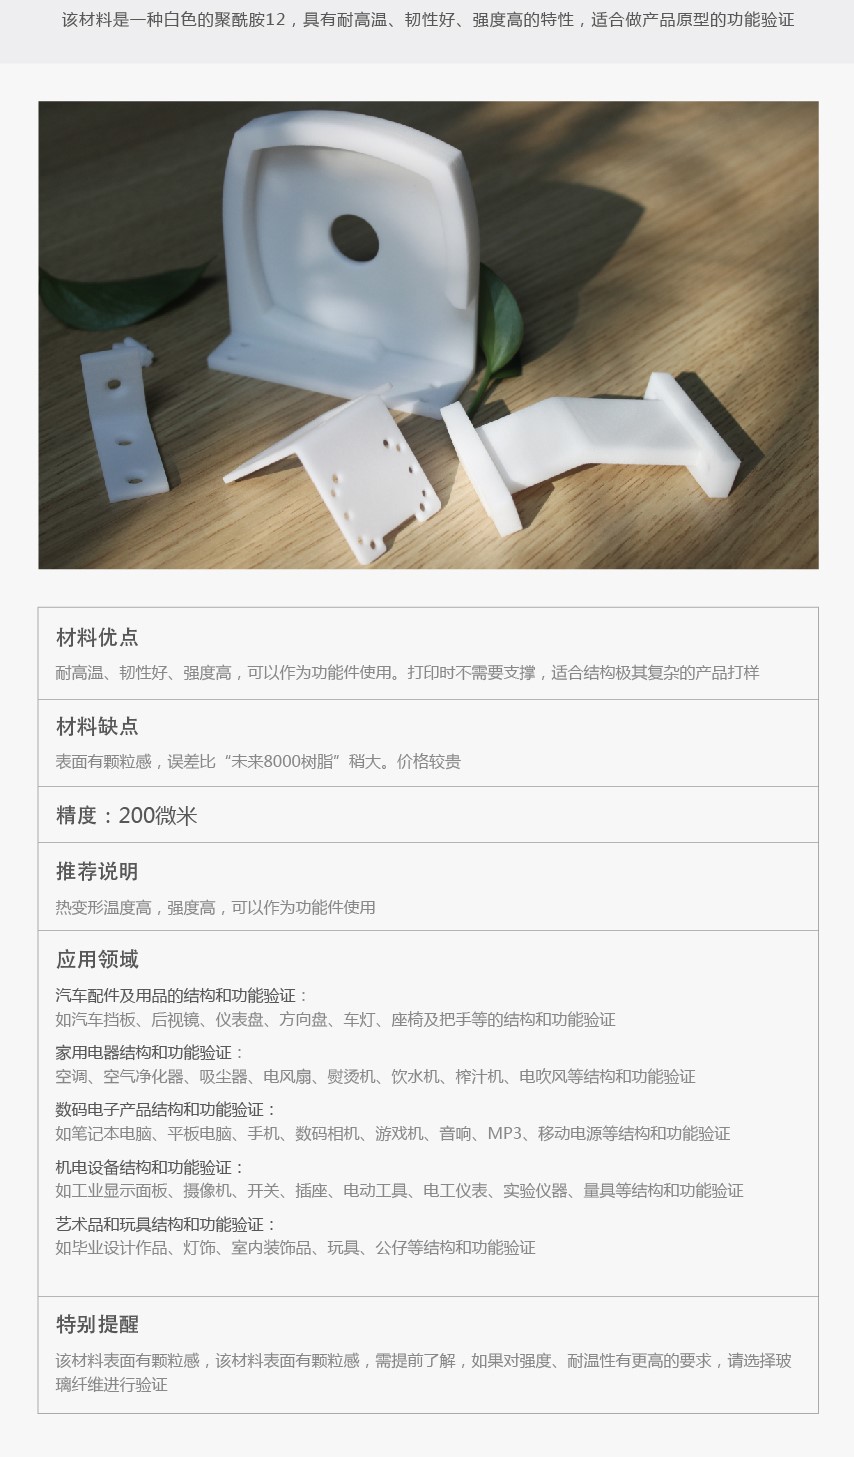 该材料是一种白色的聚酰胺12，具有耐高温、韧性好、强度高的特性，适合做产品原型的功能验证
材料优点
耐高温、韧性好、强度高，可以作为功能件使用。打印时不需要支撑，适合结构极其复杂的产品打样
材料缺点
表面有颗粒感，误差比“未来8000树脂”稍大。价格较贵
精度：200微米
推荐说明
热变形温度高，强度高，可以作为功能件使用
应用领域
汽车配件及用品的结构和功能验证：
如汽车挡板、后视镜、仪表盘、方向盘、车灯、座椅及把手等的结构和功能验证
家用电器结构和功能验证：
空调、空气净化器、吸尘器、电风扇、熨烫机、饮水机、榨汁机、电吹风等结构和功能验证
数码电子产品结构和功能验证：
如笔记本电脑、平板电脑、手机、数码相机、游戏机、音响、MP3、移动电源等结构和功能验证
机电设备结构和功能验证：
如工业显示面板、摄像机、开关、插座、电动工具、电工仪表、实验仪器、量具等结构和功能验证
艺术品和玩具结构和功能验证：
如毕业设计作品、灯饰、室内装饰品、玩具、公仔等结构和功能验证
特别提醒
该材料表面有颗粒感，该材料表面有颗粒感，需提前了解，如果对强度、耐温性有更高的要求，请选择玻
璃纤维进行验证